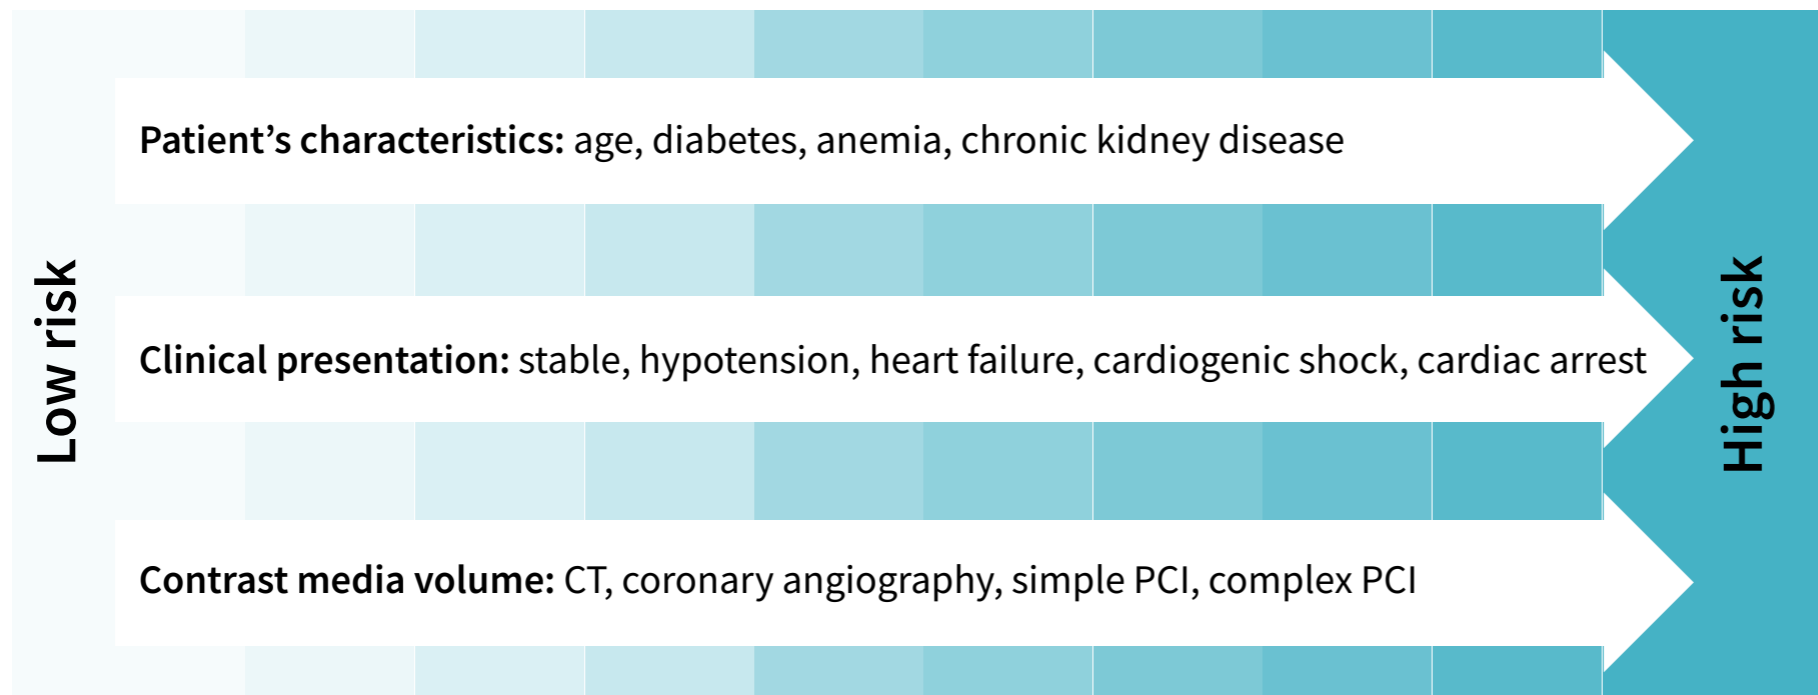 Patient’s characteristics: age, diabetes, anemia, chronic kidney disease
Low risk
Clinical presentation: stable, hypotension, heart failure, cardiogenic shock, cardiac arrest
High risk
Contrast media volume: CT, coronary angiography, simple PCI, complex PCI